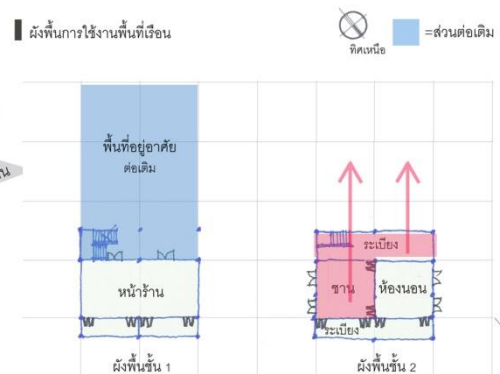 ผังพื้นการใช้งานพื้นที่เรือน
ทิศเหนือ
=ส่วนต่อเติม
พื้นที่อยู่อาศัย
ต่อเติม
หน้าร้าน
ผังพื้นชั้น 1
ระเบียง
ชาน
ห้องนอน
ระเบียง
ผังพื้นชั้น 2